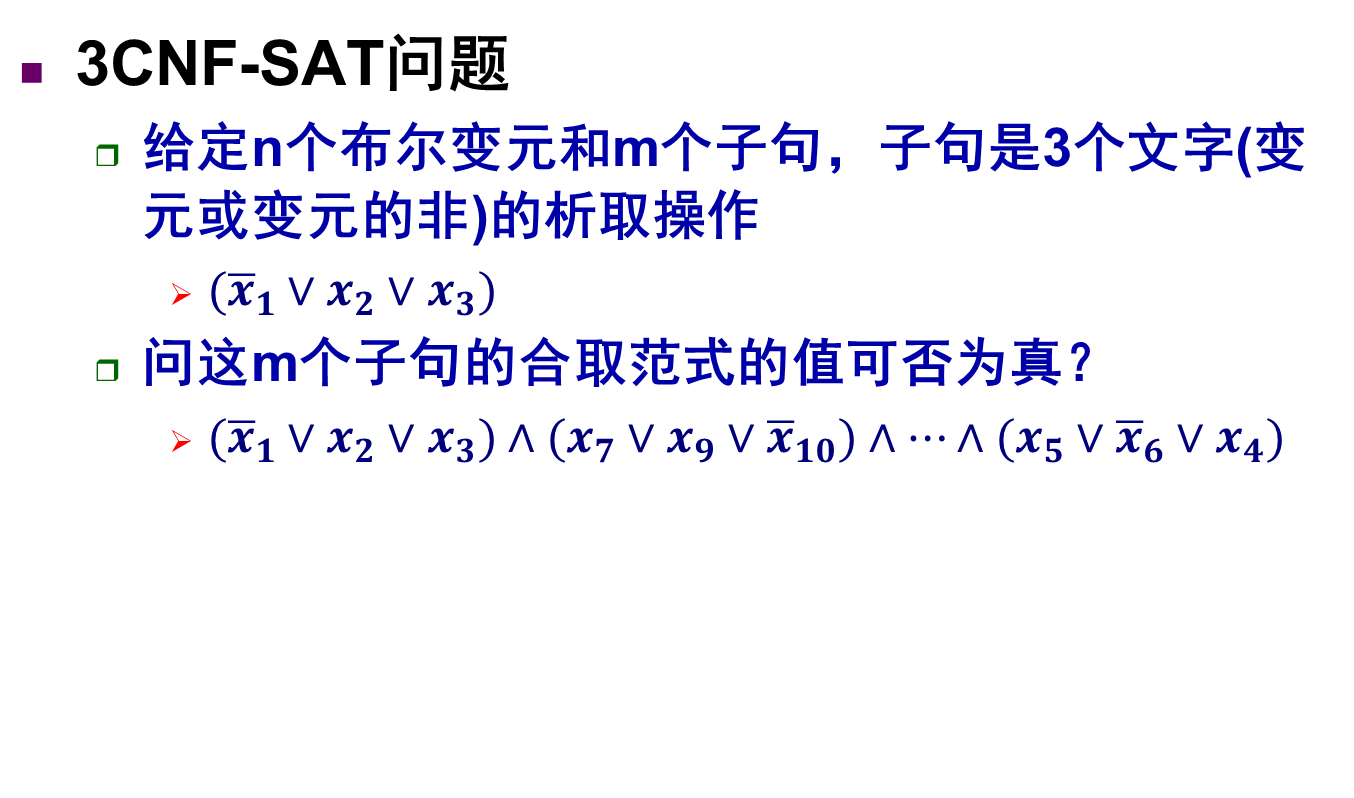 3CNF-SAT问题
给定n个布尔变元和m个子句，子句是3个文字(变
元或变元的非)的析取操作
(x̅₁ ∨ x₂ ∨ x₃)
问这m个子句的合取范式的值可否为真？
(x̅₁ ∨ x₂ ∨ x₃) ∧ (x₇ ∨ x₉ ∨ x̅₁₀) ∧ ⋯ ∧ (x₅ ∨ x̅₆ ∨ x₄)